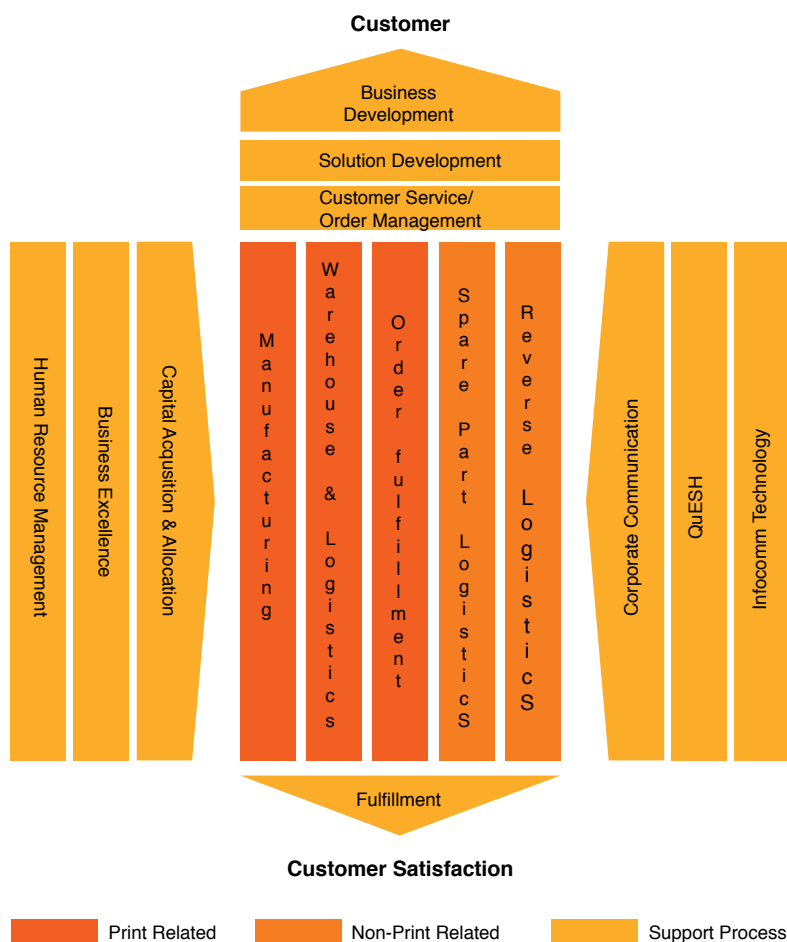 Customer
Business
Development
Solution Development
Customer Service/
Order Management
Human Resource Management
Business Excellence
Capital Acqusition & Allocation
Manufacturing
Warehouse & Logistics
Order fulfillment
Spare Part LogisticS
Reverse LogisticS
Corporate Communication
QuESH
Infocomm Technology
Fulfillment
Customer Satisfaction
Print Related
Non-Print Related
Support Process